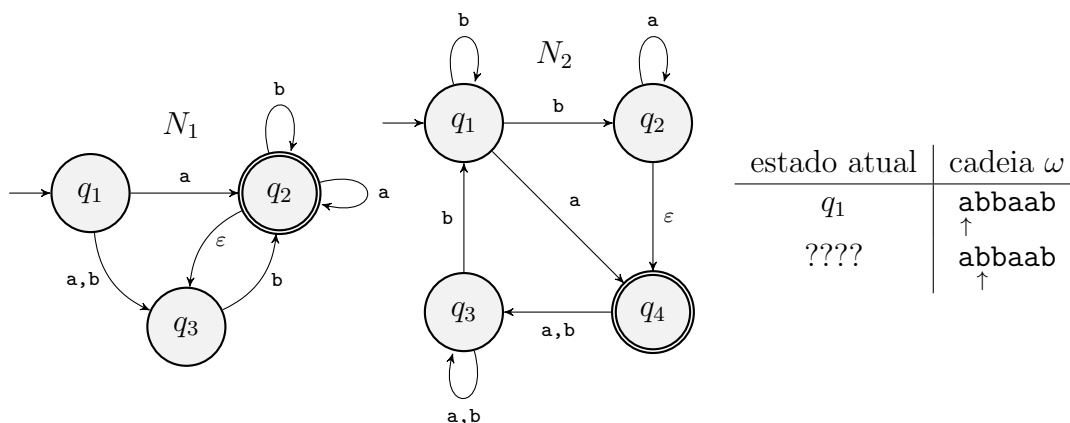 N₁
b
q₁
a
q₂
a
ε
a,b
b
q₃
N₂
b
a
q₁
b
q₂
b
a
ε
q₃
a,b
q₄
a,b
estado atual cadeia ω
q₁ abbaab
↑
???? abbaab
↑